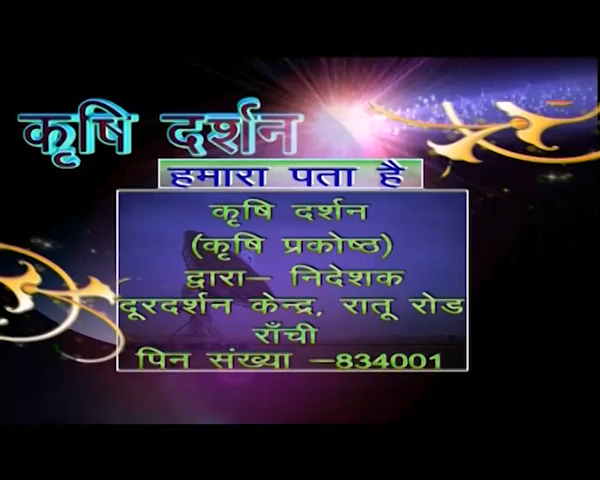 कृषि दर्शन
हमारा पता है
कृषि दर्शन
(कृषि प्रकोष्ठ)
द्वारा– निदेशक
दूरदर्शन केन्द्र, रातू रोड
राँची
पिन संख्या –834001